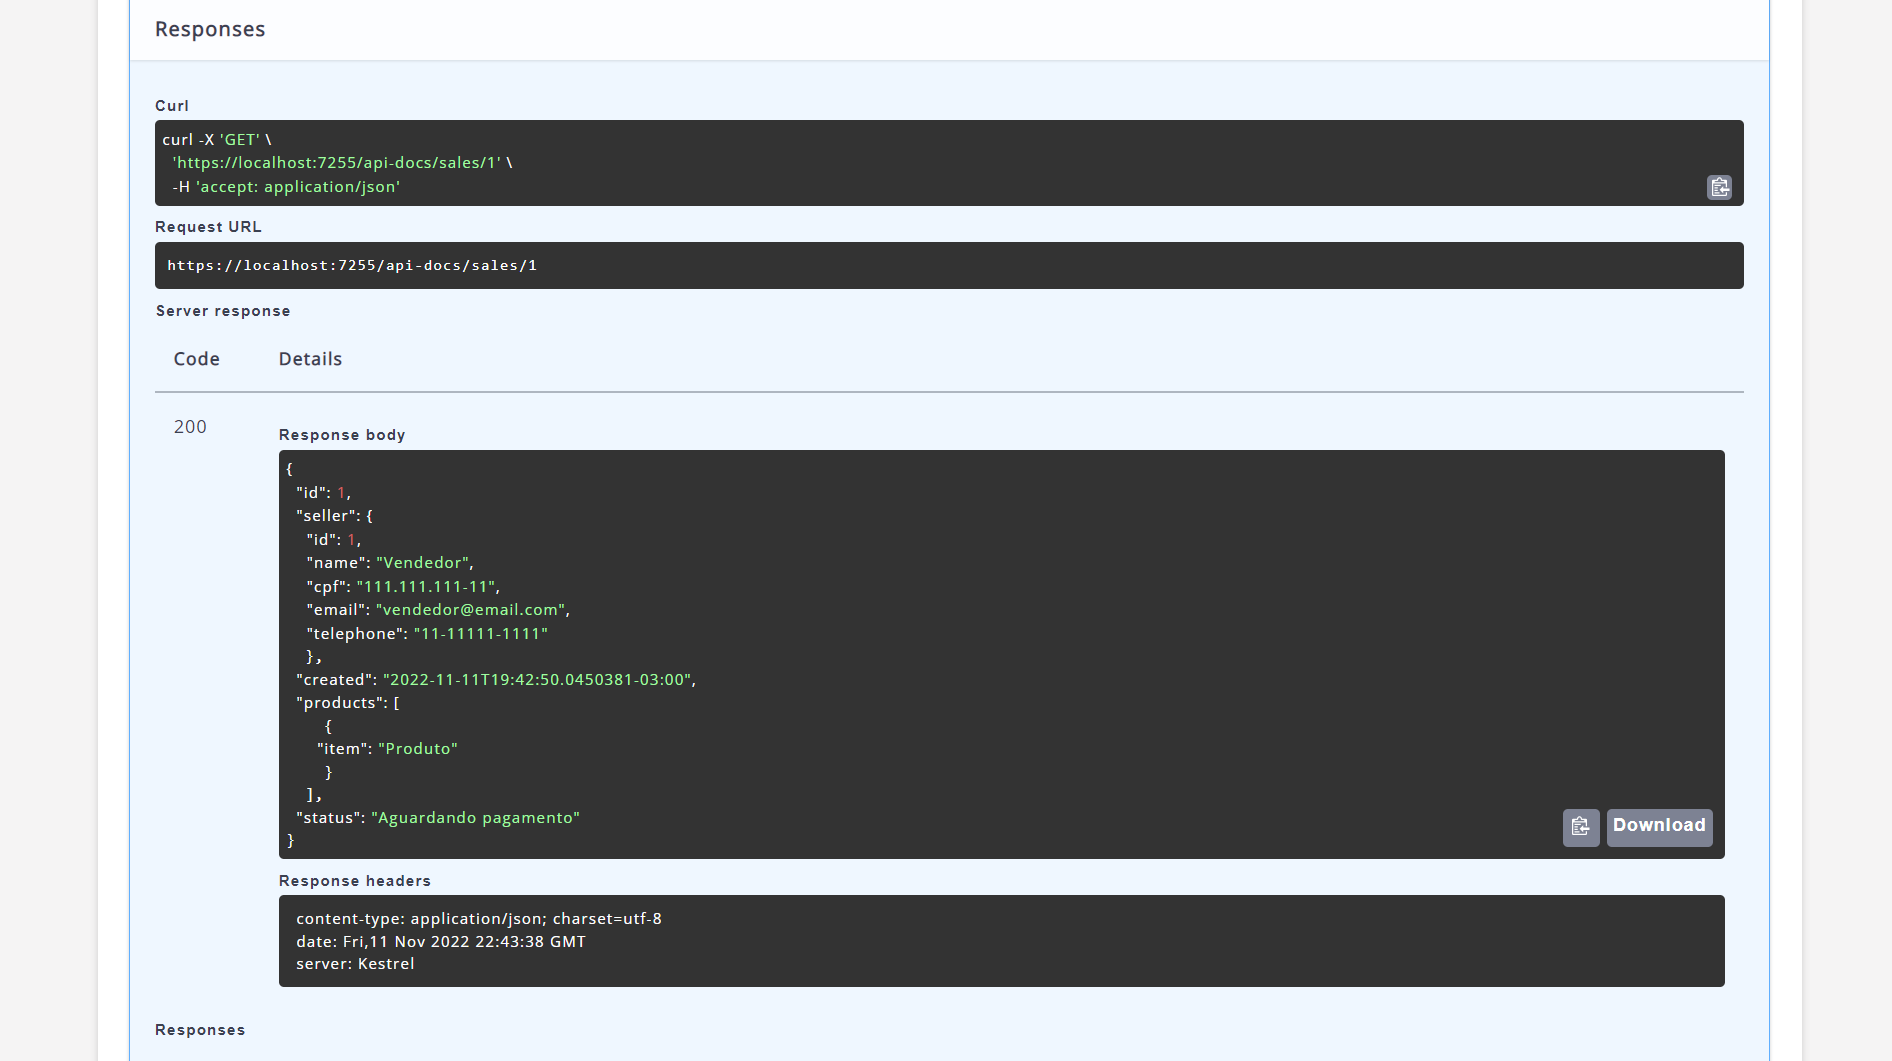 Responses
Curl
curl -X 'GET' \
'https://localhost:7255/api-docs/sales/1' \
-H 'accept: application/json'
Request URL
https://localhost:7255/api-docs/sales/1
Server response
Code Details
200
Response body
{
"id": 1,
"seller": {
"id": 1,
"name": "Vendedor",
"cpf": "111.111.111-11",
"email": "vendedor@email.com",
"telephone": "11-11111-1111"
},
"created": "2022-11-11T19:42:50.0450381-03:00",
"products": [
{
"item": "Produto"
}
],
"status": "Aguardando pagamento"
}
Download
Response headers
content-type: application/json; charset=utf-8
date: Fri,11 Nov 2022 22:43:38 GMT
server: Kestrel
Responses